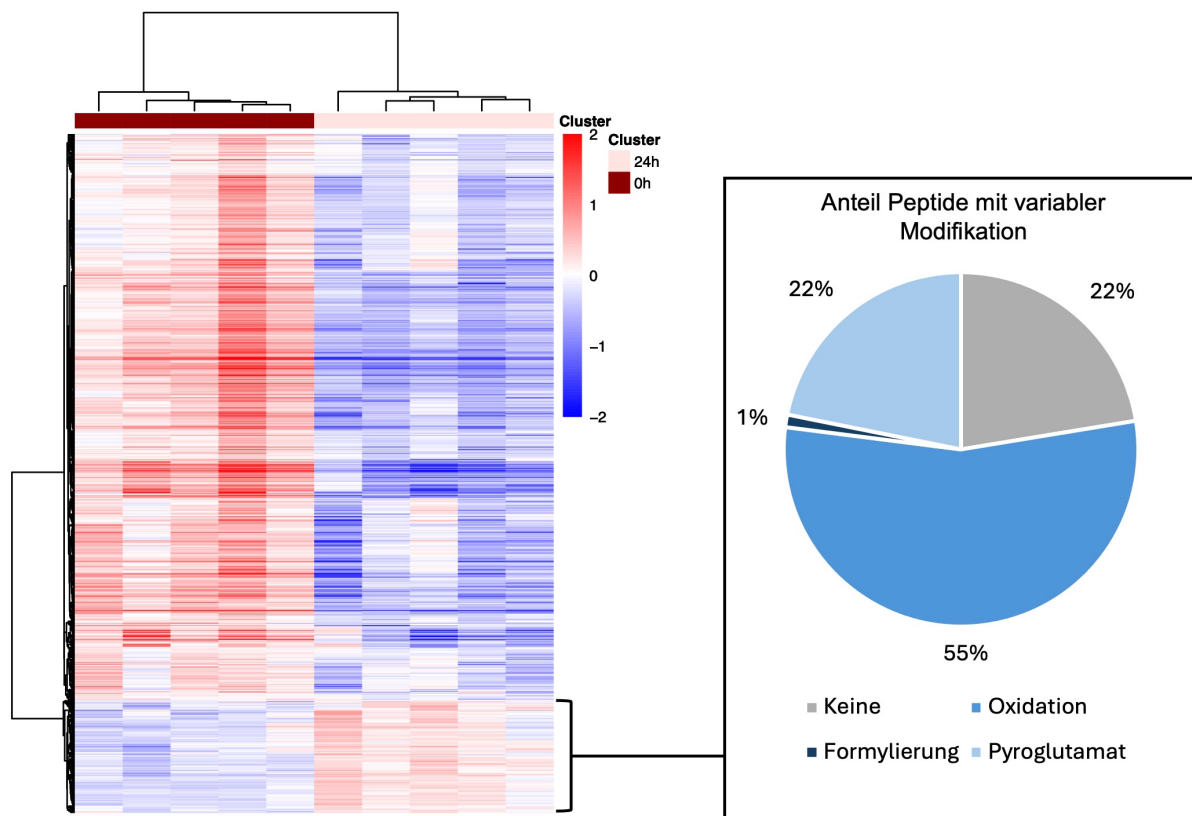 Cluster
2
1
0
−1
−2
Cluster
24h
0h
Anteil Peptide mit variabler
Modifikation
22%
22%
1%
55%
Keine
Oxidation
Formylierung
Pyroglutamat